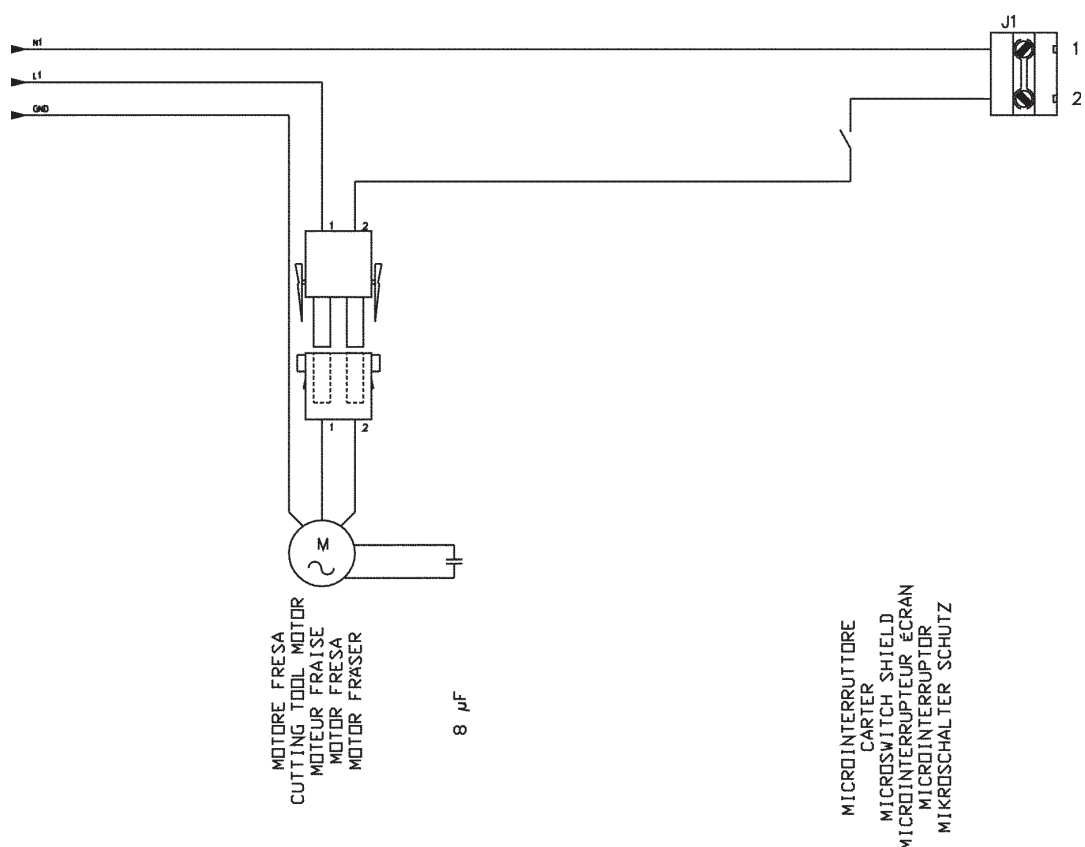 J1
N1
1
L1
2
GND
1 2
1 2
M
MOTORE FRESA
CUTTING TOOL MOTOR
MOTEUR FRAISE
MOTOR FRESA
MOTOR FRÄSER
8 µF
MICROINTERRUTTORE
CARTER
MICROSWITCH SHIELD
MICROINTERRUPTEUR éCRAN
MICROINTERRUPTOR
MIKROSCHALTER SCHUTZ